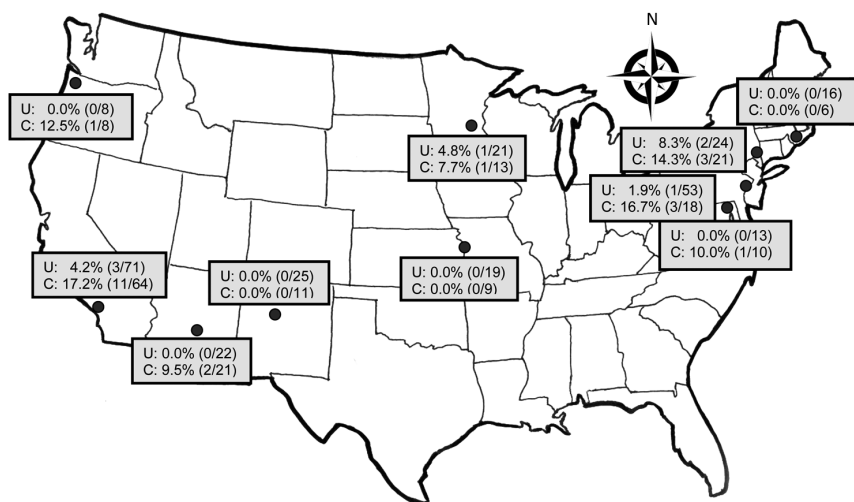 N
U: 0.0% (0/16)
C: 0.0% (0/6)
U: 0.0% (0/8)
C: 12.5% (1/8)
U: 4.8% (1/21)
C: 7.7% (1/13)
U: 8.3% (2/24)
C: 14.3% (3/21)
U: 1.9% (1/53)
C: 16.7% (3/18)
U: 0.0% (0/13)
C: 10.0% (1/10)
U: 4.2% (3/71)
C: 17.2% (11/64)
U: 0.0% (0/25)
C: 0.0% (0/11)
U: 0.0% (0/19)
C: 0.0% (0/9)
U: 0.0% (0/22)
C: 9.5% (2/21)